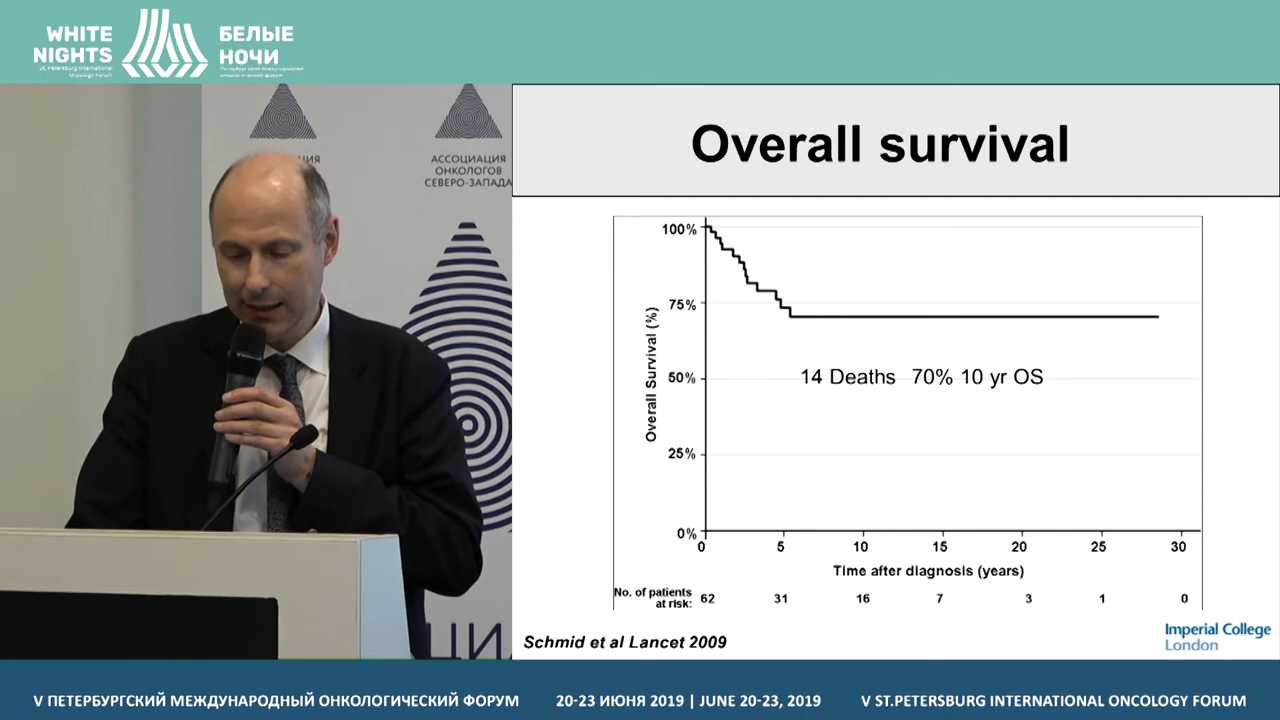 WHITE
NIGHTS
St. Petersburg International
Oncology Forum
БЕЛЫЕ
НОЧИ
Петербургский международный
онкологический форум
АССОЦИАЦИЯ
ОНКОЛОГОВ
СЕВЕРО-ЗАПАДА
Overall survival
100%
75%
50%
25%
0%
Overall Survival (%)
14 Deaths 70% 10 yr OS
0 5 10 15 20 25 30
Time after diagnosis (years)
No. of patients
at risk: 62 31 16 7 3 1 0
Schmid et al Lancet 2009
Imperial College
London
V ПЕТЕРБУРГСКИЙ МЕЖДУНАРОДНЫЙ ОНКОЛОГИЧЕСКИЙ ФОРУМ 20-23 ИЮНЯ 2019 | JUNE 20-23, 2019 V ST.PETERSBURG INTERNATIONAL ONCOLOGY FORUM